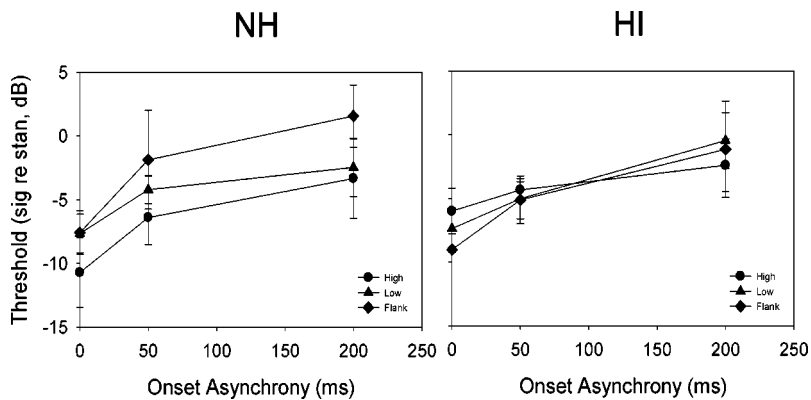 NH
HI
Threshold (sig re stan, dB)
5
0
-5
-10
-15
High
Low
Flank
0
50
100
150
200
250
Onset Asynchrony (ms)
High
Low
Flank
0
50
100
150
200
250
Onset Asynchrony (ms)